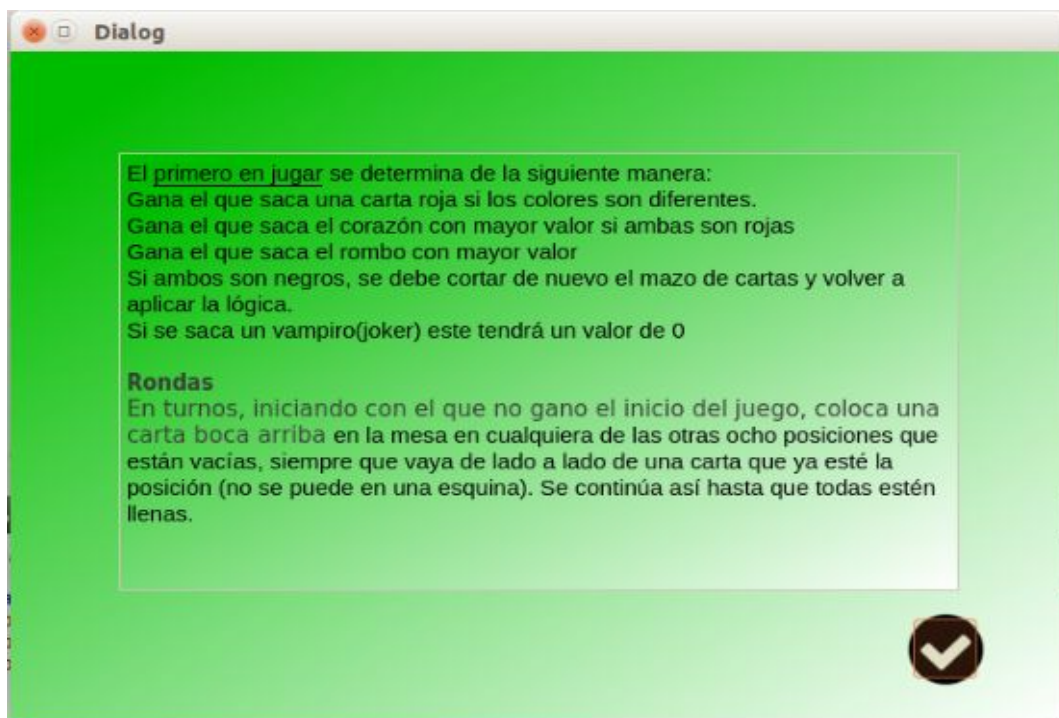 Dialog
El primero en jugar se determina de la siguiente manera:
Gana el que saca una carta roja si los colores son diferentes.
Gana el que saca el corazón con mayor valor si ambas son rojas
Gana el que saca el rombo con mayor valor
Si ambos son negros, se debe cortar de nuevo el mazo de cartas y volver a
aplicar la lógica.
Si se saca un vampiro(joker) este tendrá un valor de 0
Rondas
En turnos, iniciando con el que no gano el inicio del juego, coloca una
carta boca arriba en la mesa en cualquiera de las otras ocho posiciones que
están vacías, siempre que vaya de lado a lado de una carta que ya esté la
posición (no se puede en una esquina). Se continúa así hasta que todas estén
llenas.